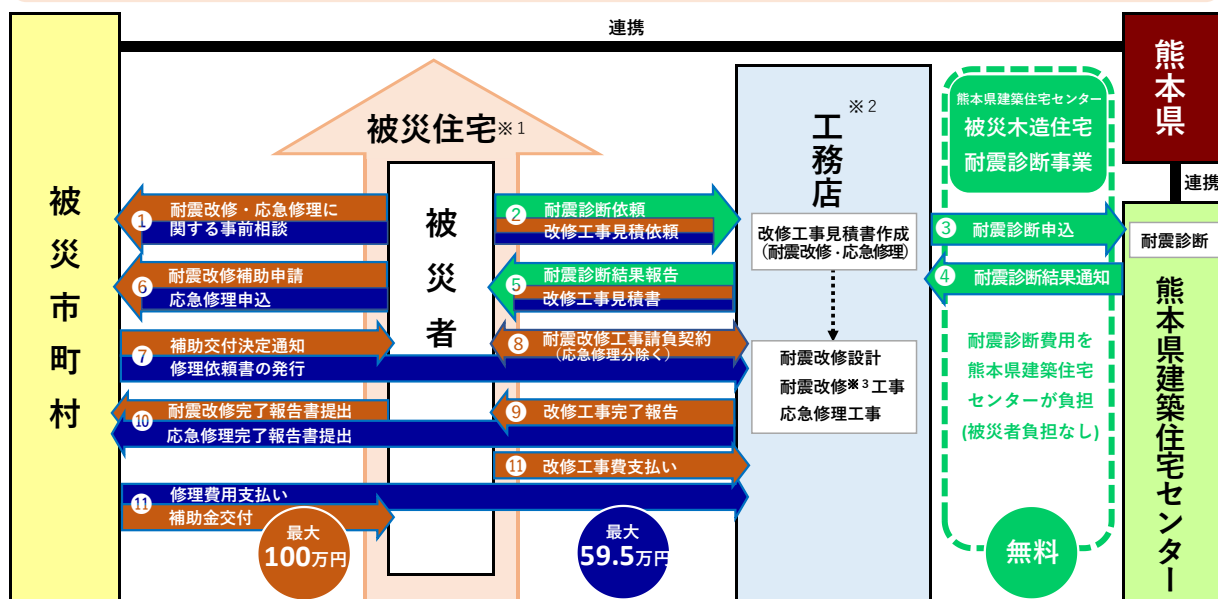 連携
熊本県
連携
被災市町村
被災住宅※1
被災者
工務店
※2
熊本県建築住宅センター
被災木造住宅
耐震診断事業
① 耐震改修・応急修理に
関する事前相談
② 耐震診断依頼
改修工事見積依頼
改修工事見積書作成
(耐震改修・応急修理)
③ 耐震診断申込
耐震診断
④ 耐震診断結果通知
⑤ 耐震診断結果報告
改修工事見積書
⑥ 耐震改修補助申請
応急修理申込
⑦ 補助交付決定通知
修理依頼書の発行
⑧ 耐震改修工事請負契約
(応急修理分除く)
耐震改修設計
耐震改修※3工事
応急修理工事
耐震診断費用を
熊本県建築住宅
センターが負担
(被災者負担なし)
⑨ 改修工事完了報告
⑩ 耐震改修完了報告書提出
応急修理完了報告書提出
⑪ 改修工事費支払い
⑪ 修理費用支払い
補助金交付
最大
100万円
最大
59.5万円
無料
熊本県建築住宅センター